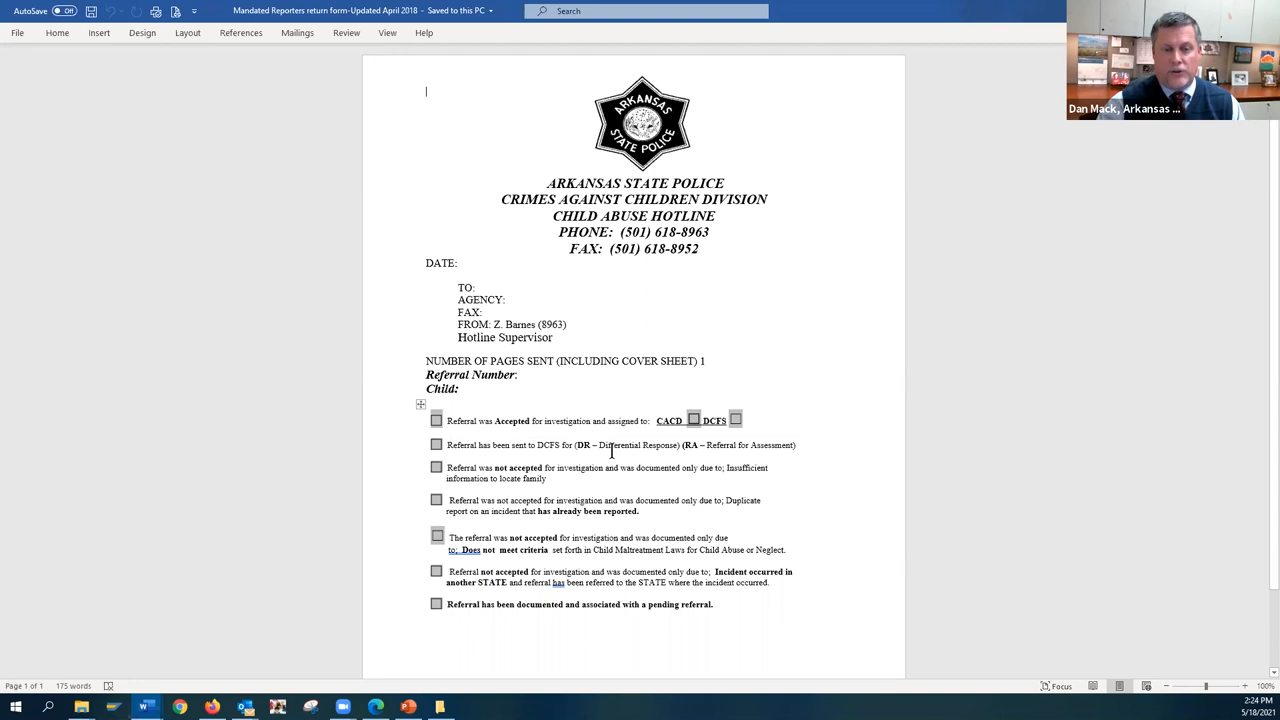 AutoSave Off Mandated Reporters return form-Updated April 2018 - Saved to this PC Search
File Home Insert Design Layout References Mailings Review View Help
Dan Mack, Arkansas ...
ARKANSAS
STATE POLICE
ARKANSAS STATE POLICE
CRIMES AGAINST CHILDREN DIVISION
CHILD ABUSE HOTLINE
PHONE: (501) 618-8963
FAX: (501) 618-8952
DATE:
TO:
AGENCY:
FAX:
FROM: Z. Barnes (8963)
Hotline Supervisor
NUMBER OF PAGES SENT (INCLUDING COVER SHEET) 1
Referral Number:
Child:
Referral was Accepted for investigation and assigned to: CACD DCFS
Referral has been sent to DCFS for (DR – Differential Response) (RA – Referral for Assessment)
Referral was not accepted for investigation and was documented only due to; Insufficient
information to locate family
Referral was not accepted for investigation and was documented only due to; Duplicate
report on an incident that has already been reported.
The referral was not accepted for investigation and was documented only due
to; Does not meet criteria set forth in Child Maltreatment Laws for Child Abuse or Neglect.
Referral not accepted for investigation and was documented only due to; Incident occurred in
another STATE and referral has been referred to the STATE where the incident occurred.
Referral has been documented and associated with a pending referral.
Page 1 of 1 175 words Focus 100%
2:24 PM
5/18/2021